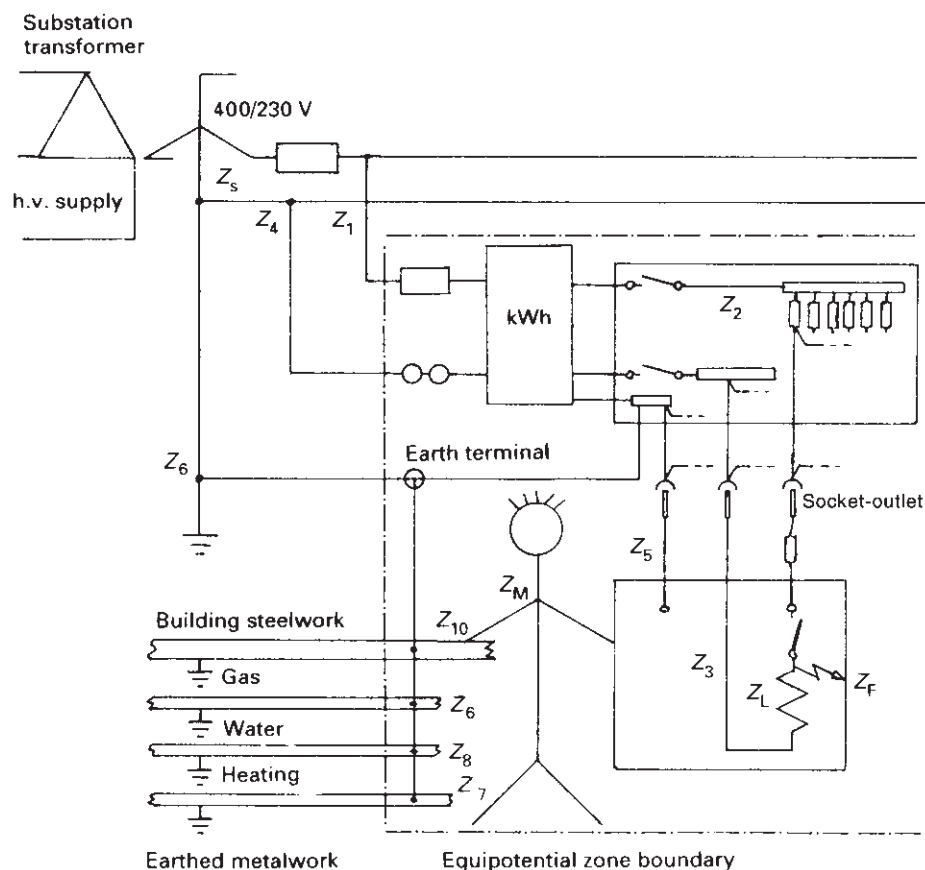 Substation
transformer
400/230 V
h.v. supply
Z_s
Z_4
Z_1
kWh
Z_2
Z_6
Earth terminal
Socket-outlet
Z_5
Z_M
Building steelwork
Z_10
Z_3
Z_L
Z_F
Gas
Z_6
Water
Z_8
Heating
Z_7
Earthed metalwork
Equipotential zone boundary